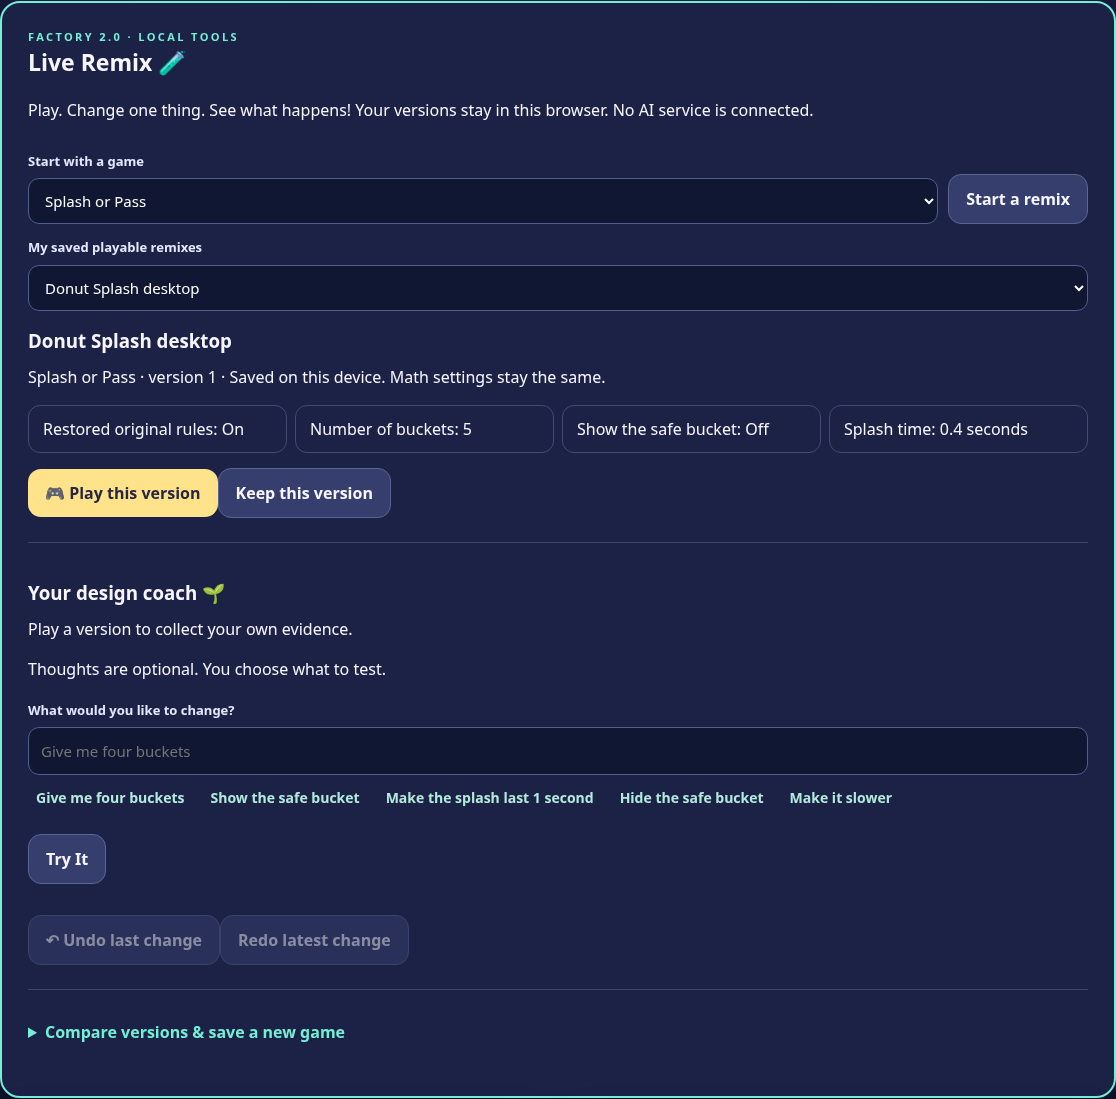 FACTORY 2.0 · LOCAL TOOLS
Live Remix 🧪
Play. Change one thing. See what happens! Your versions stay in this browser. No AI service is connected.
Start with a game
Splash or Pass
Start a remix
My saved playable remixes
Donut Splash desktop
Donut Splash desktop
Splash or Pass · version 1 · Saved on this device. Math settings stay the same.
Restored original rules: On
Number of buckets: 5
Show the safe bucket: Off
Splash time: 0.4 seconds
🎮 Play this version
Keep this version
Your design coach 🌱
Play a version to collect your own evidence.
Thoughts are optional. You choose what to test.
What would you like to change?
Give me four buckets
Give me four buckets
Show the safe bucket
Make the splash last 1 second
Hide the safe bucket
Make it slower
Try It
↶ Undo last change
Redo latest change
▶ Compare versions & save a new game